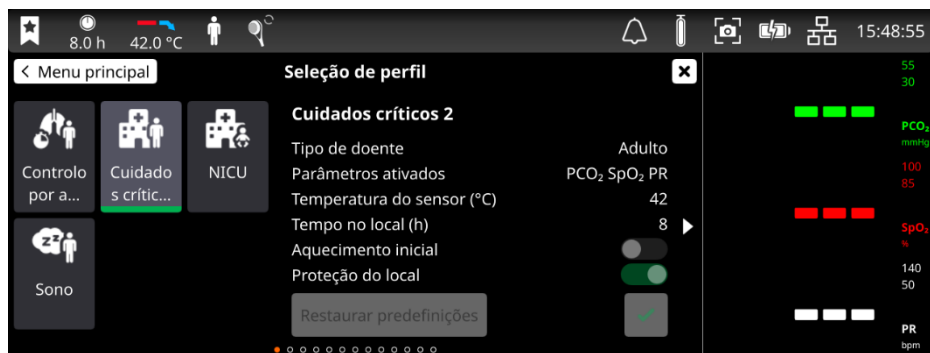 8.0 h
42.0 °C
15:48:55
< Menu principal
Seleção de perfil
Controlo
por a...
Cuidado
s crític...
NICU
Sono
Cuidados críticos 2
Tipo de doente Adulto
Parâmetros ativados PCO₂ SpO₂ PR
Temperatura do sensor (°C) 42
Tempo no local (h) 8
Aquecimento inicial
Proteção do local
Restaurar predefinições
55
30
PCO₂
mmHg
100
85
SpO₂
%
140
50
PR
bpm